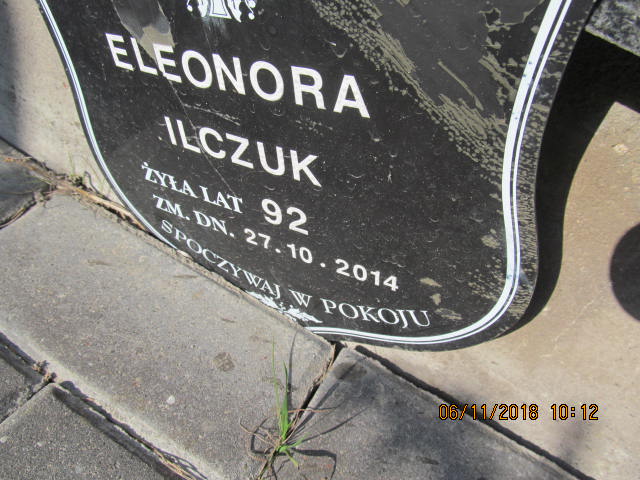 ELEONORA
ILCZUK
ŻYŁA LAT 92
ZM. DN. 27.10.2014
SPOCZYWAJ W POKOJU
06/11/2018 10:12